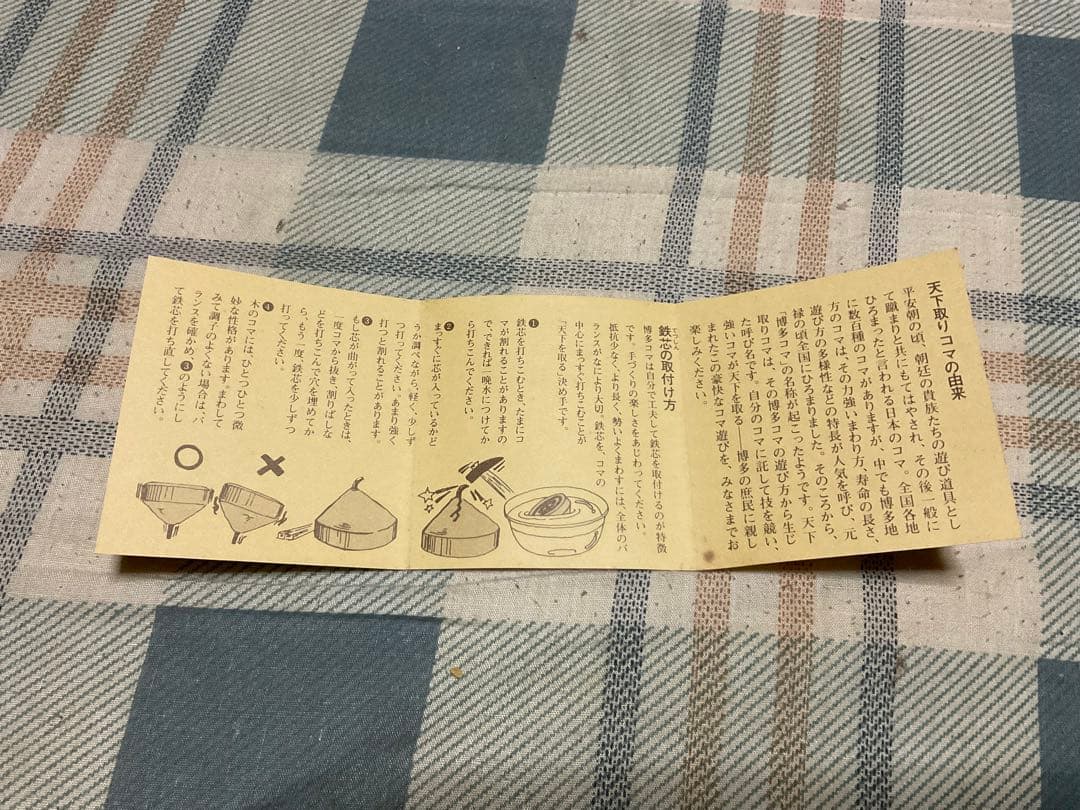 天下取りコマの由来
平安朝の頃、朝廷の貴族たちの遊び道具とし
て蹴まりと共にもてはやされ、その後一般に
ひろまったと言われる日本のコマ。全国各地
に数百種のコマがありますが、中でも博多地
方のコマは、その力強いまわり方、寿命の長さ、
遊び方の多様性などの特長が人気を呼び、元
禄の頃全国にひろまりました。そのころから、
「博多コマ」の名称が起こったようです。天下
取りコマは、その博多コマの遊び方から生じ
た呼び名です。自分のコマに託して技を競い、
強いコマが天下を取る——博多の庶民に親し
まれたこの豪快なコマ遊びを、みなさまでお
楽しみください。
鉄芯の取付け方
てっしん
博多コマは自分で工夫して鉄芯を取付けるのが特徴
です。手づくりの楽しさをあじわってください。
抵抗少なく、より長く、勢いよくまわすには、全体のバ
ランスがなにより大切。鉄芯を、コマの
中心にまっすぐ打ちこむことが
「天下を取る」決め手です。
❶
鉄芯を打ちこむとき、たまにコ
マが割れることがありますの
で、できれば一晩水につけてか
ら打ちこんでください。
❷
まっすぐに芯が入っているかど
うか調べながら、軽く、少しず
つ打ってください。あまり強く
打つと割れることがあります。
❸
もし芯が曲がって入ったときは、
一度コマから抜き、割りばしな
どを打ちこんで穴を埋めてか
ら、もう一度、鉄芯を少しずつ
打ってください。
❹
木のコマには、ひとつひとつ微
妙な性格があります。まわして
みて調子のよくない場合は、バ
ランスを確かめ、❸のようにし
て鉄芯を打ち直してください。